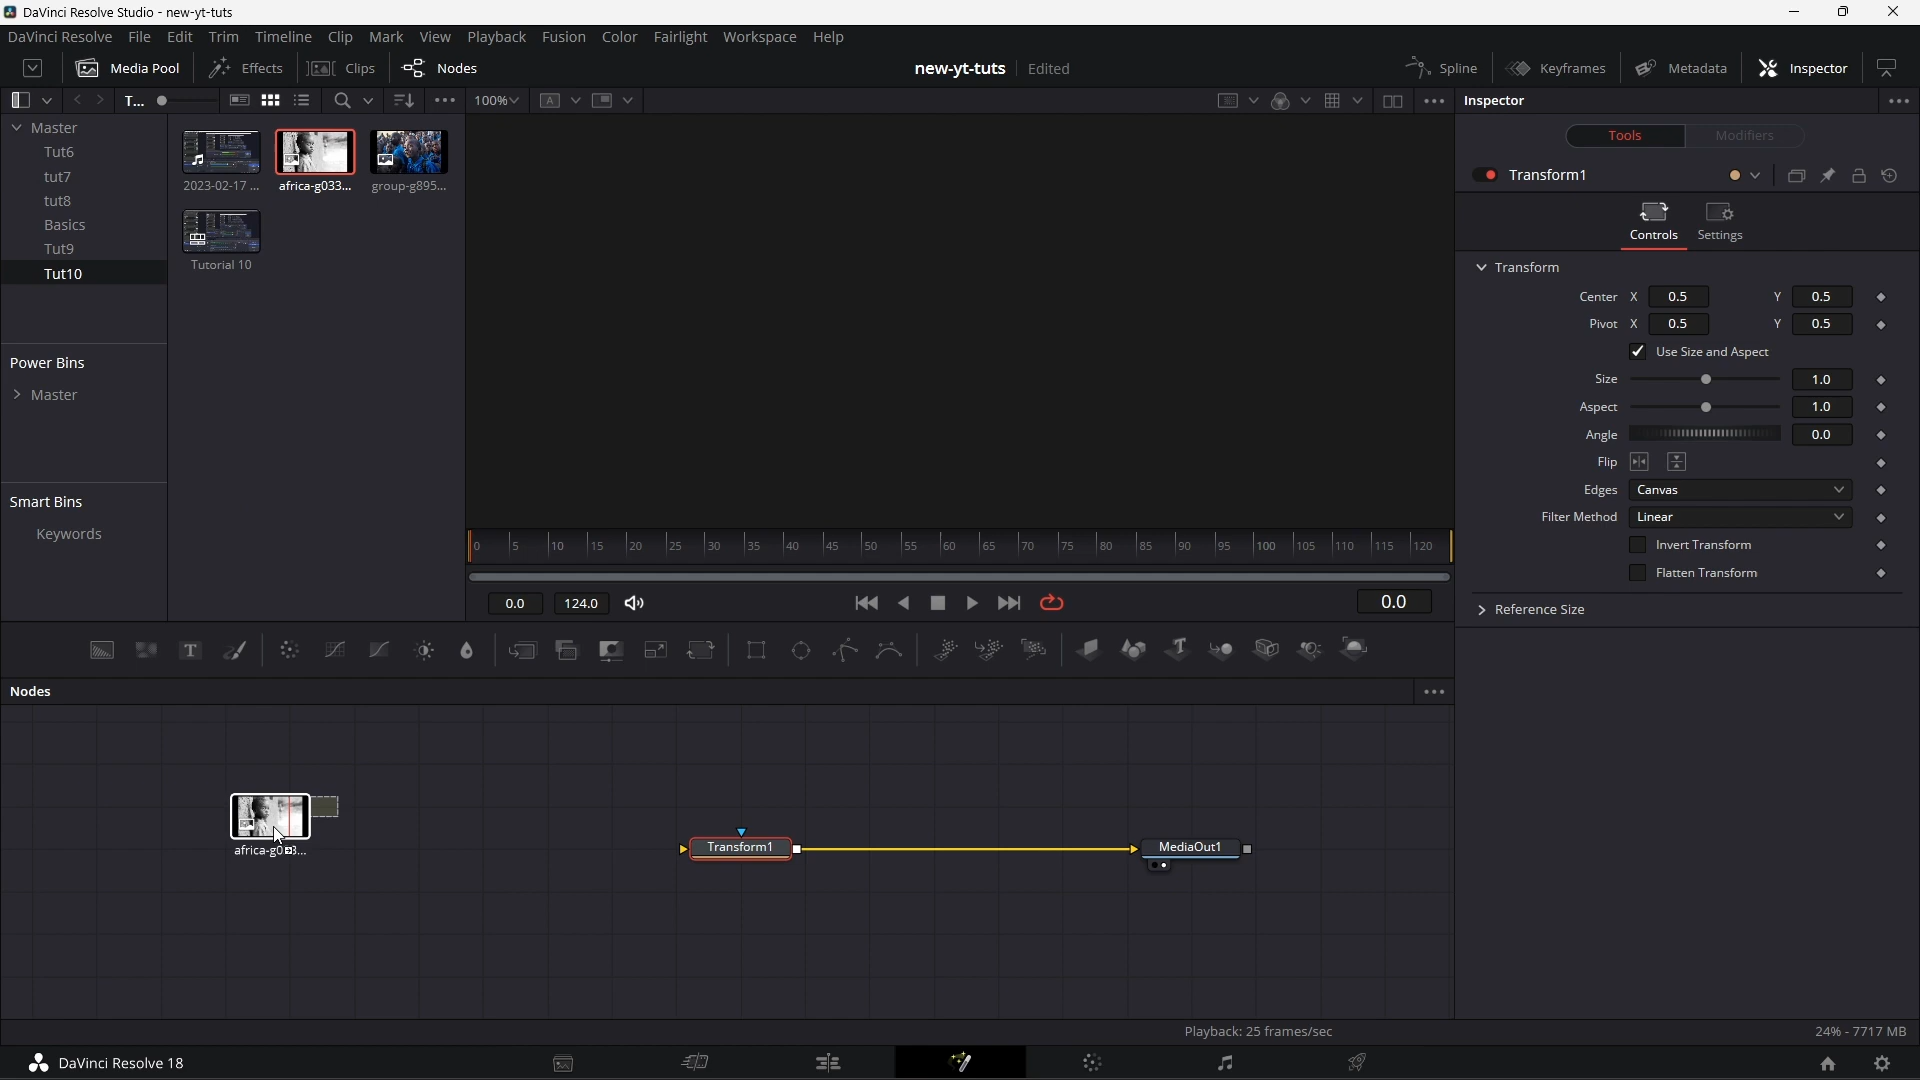 DaVinci Resolve Studio - new-yt-tuts
DaVinci Resolve File Edit Trim Timeline Clip Mark View Playback Fusion Color Fairlight Workspace Help
Media Pool Effects Clips Nodes new-yt-tuts Edited Spline Keyframes Metadata Inspector
T... 100% A Inspector
Master
Tut6
tut7
tut8
Basics
Tut9
Tut10
Power Bins
Master
Smart Bins
Keywords
2023-02-17 ... africa-g033... group-g895...
Tutorial 10
0 5 10 15 20 25 30 35 40 45 50 55 60 65 70 75 80 85 90 95 100 105 110 115 120
0.0 124.0 0.0
T T
Tools Modifiers
Transform1
Controls Settings
Transform
Center X 0.5 Y 0.5
Pivot X 0.5 Y 0.5
Use Size and Aspect
Size 1.0
Aspect 1.0
Angle 0.0
Flip
Edges Canvas
Filter Method Linear
Invert Transform
Flatten Transform
Reference Size
Nodes
africa-g033...
Transform1
MediaOut1
Playback: 25 frames/sec 24% - 7717 MB
DaVinci Resolve 18